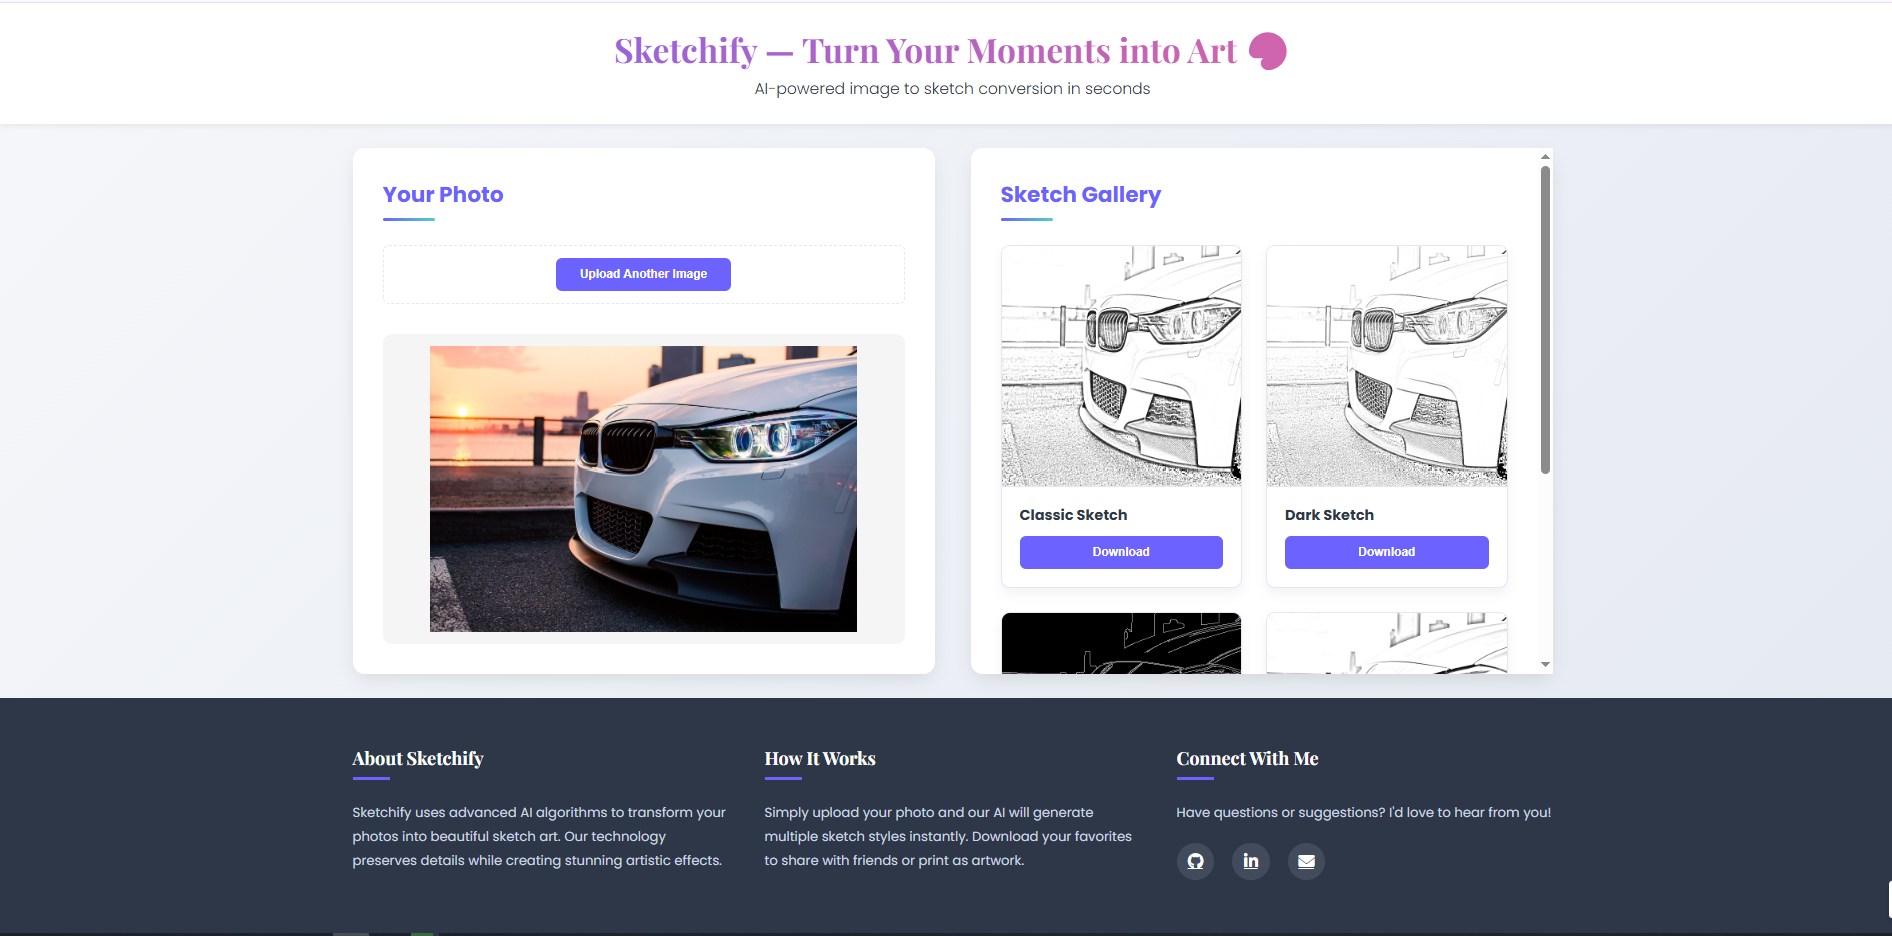 Sketchify — Turn Your Moments into Art
AI-powered image to sketch conversion in seconds
Your Photo
Upload Another Image
Sketch Gallery
Classic Sketch
Download
Dark Sketch
Download
About Sketchify
Sketchify uses advanced AI algorithms to transform your
photos into beautiful sketch art. Our technology
preserves details while creating stunning artistic effects.
How It Works
Simply upload your photo and our AI will generate
multiple sketch styles instantly. Download your favorites
to share with friends or print as artwork.
Connect With Me
Have questions or suggestions? I'd love to hear from you!
in